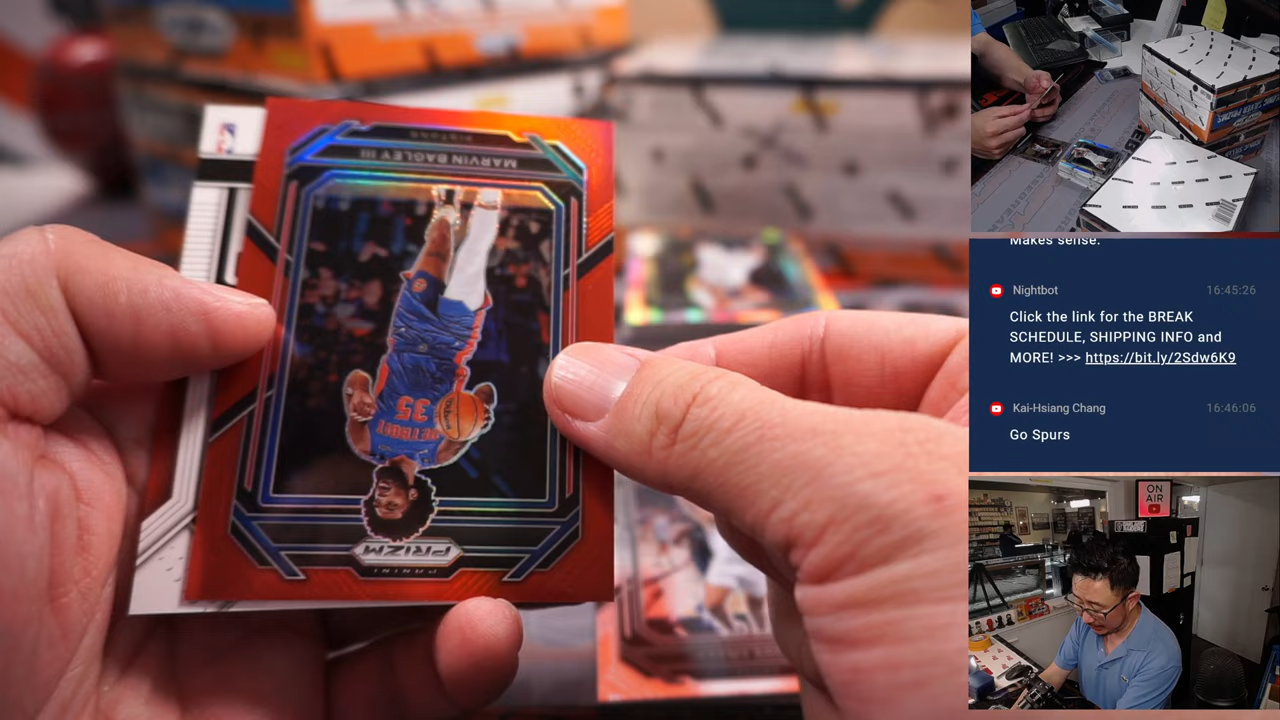 PISTONS
MARVIN BAGLEY III
35
DETROIT
PRIZM
PANINI
Makes sense.
Nightbot
16:45:26
Click the link for the BREAK
SCHEDULE, SHIPPING INFO and
MORE! >>> https://bit.ly/2Sdw6K9
Kai-Hsiang Chang
16:46:06
Go Spurs
ON
AIR